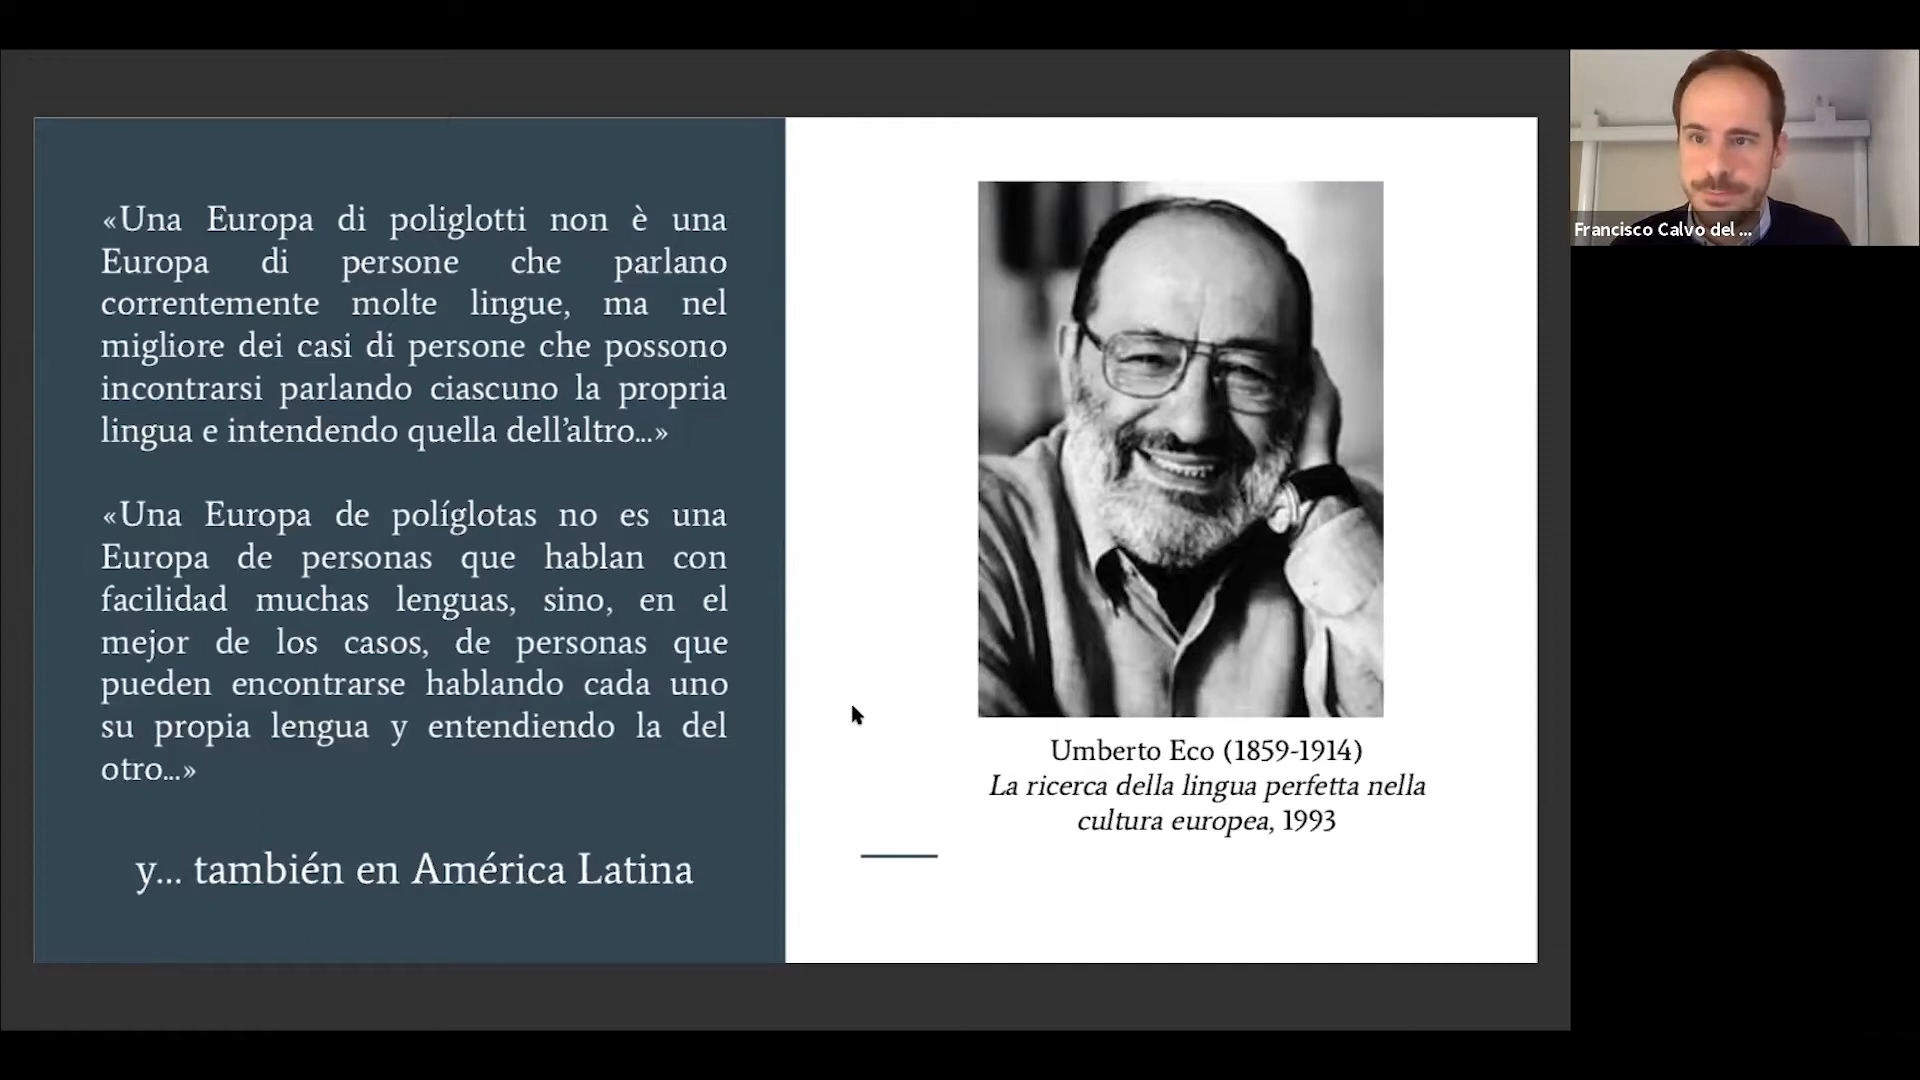 «Una Europa di poliglotti non è una
Europa di persone che parlano
correntemente molte lingue, ma nel
migliore dei casi di persone che possono
incontrarsi parlando ciascuno la propria
lingua e intendendo quella dell’altro...»
«Una Europa de políglotas no es una
Europa de personas que hablan con
facilidad muchas lenguas, sino, en el
mejor de los casos, de personas que
pueden encontrarse hablando cada uno
su propia lengua y entendiendo la del
otro...»
y... también en América Latina
Umberto Eco (1859-1914)
La ricerca della lingua perfetta nella
cultura europea, 1993
Francisco Calvo del ...